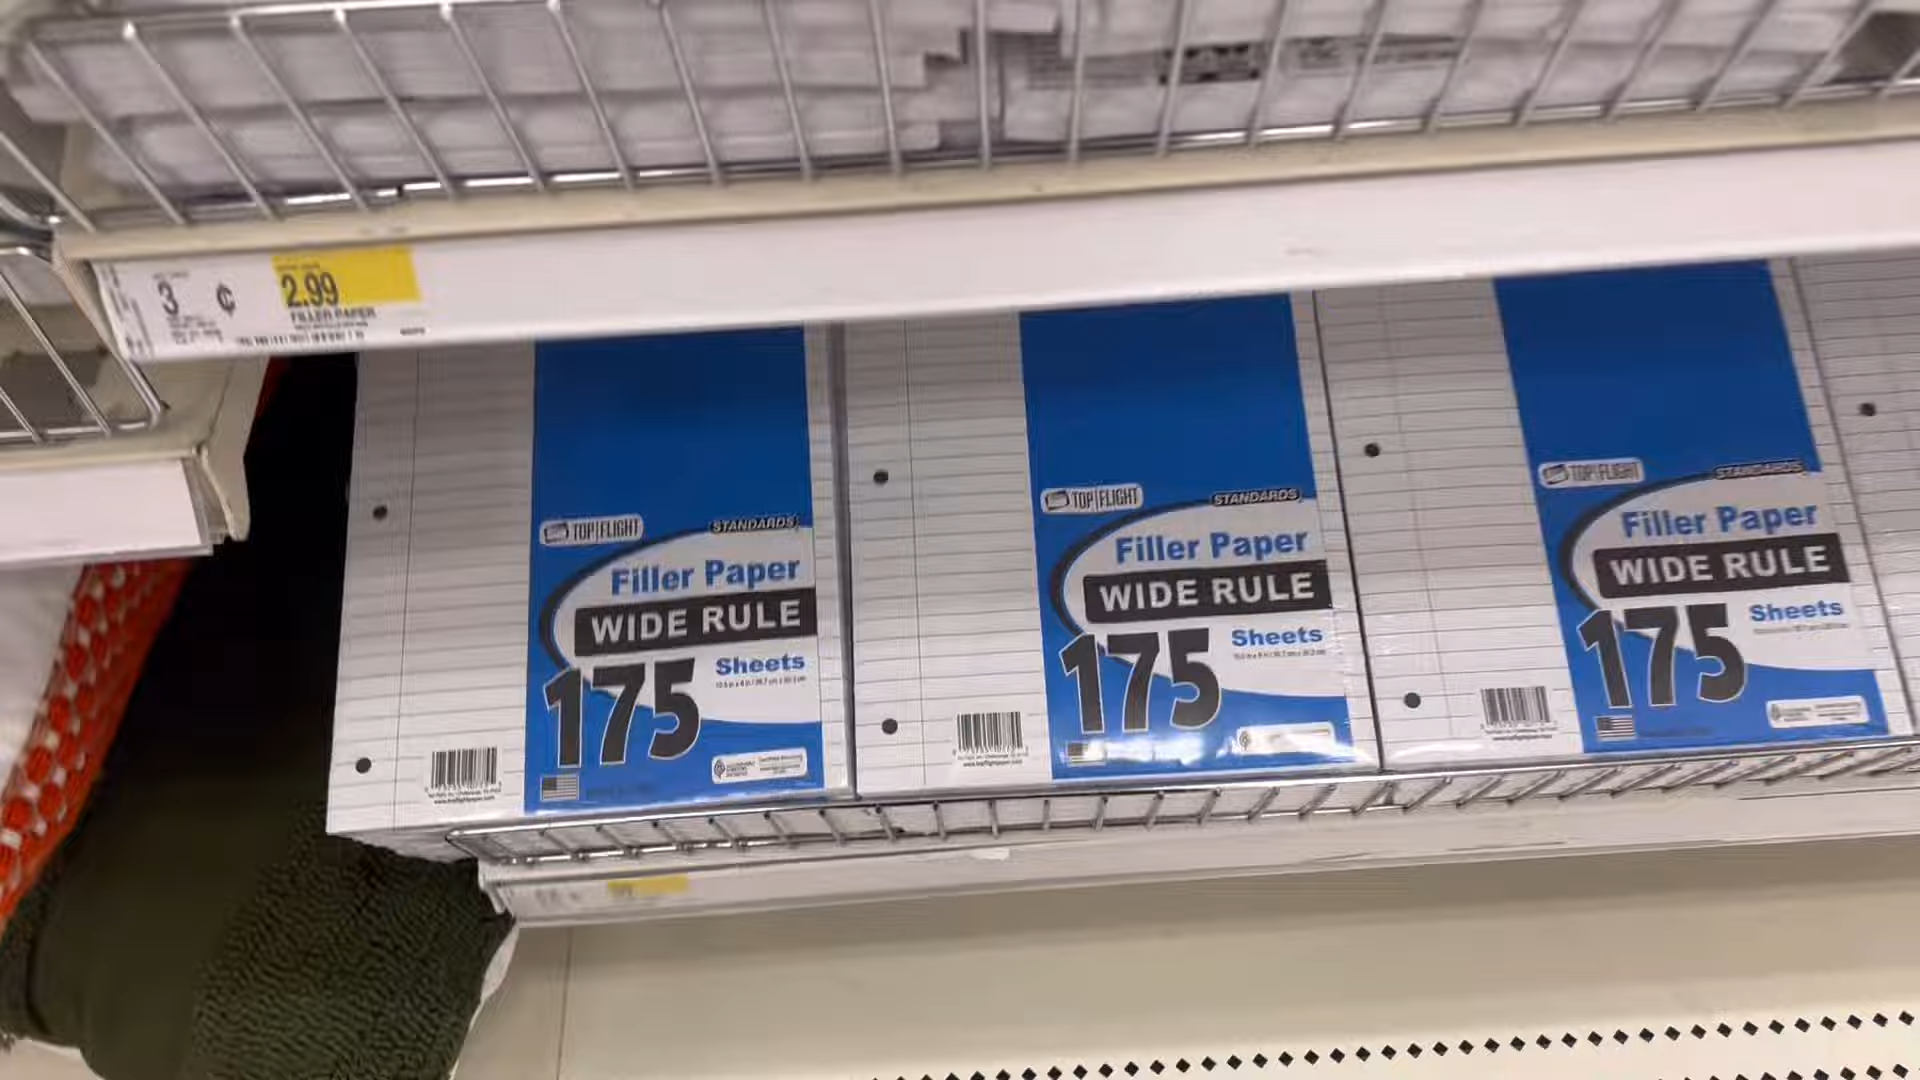 3 ¢
2.99
FILLER PAPER
TOP|FLIGHT
STANDARDS
Filler Paper
WIDE RULE
175 Sheets
TOP|FLIGHT
STANDARDS
Filler Paper
WIDE RULE
175 Sheets
TOP|FLIGHT
STANDARDS
Filler Paper
WIDE RULE
175 Sheets